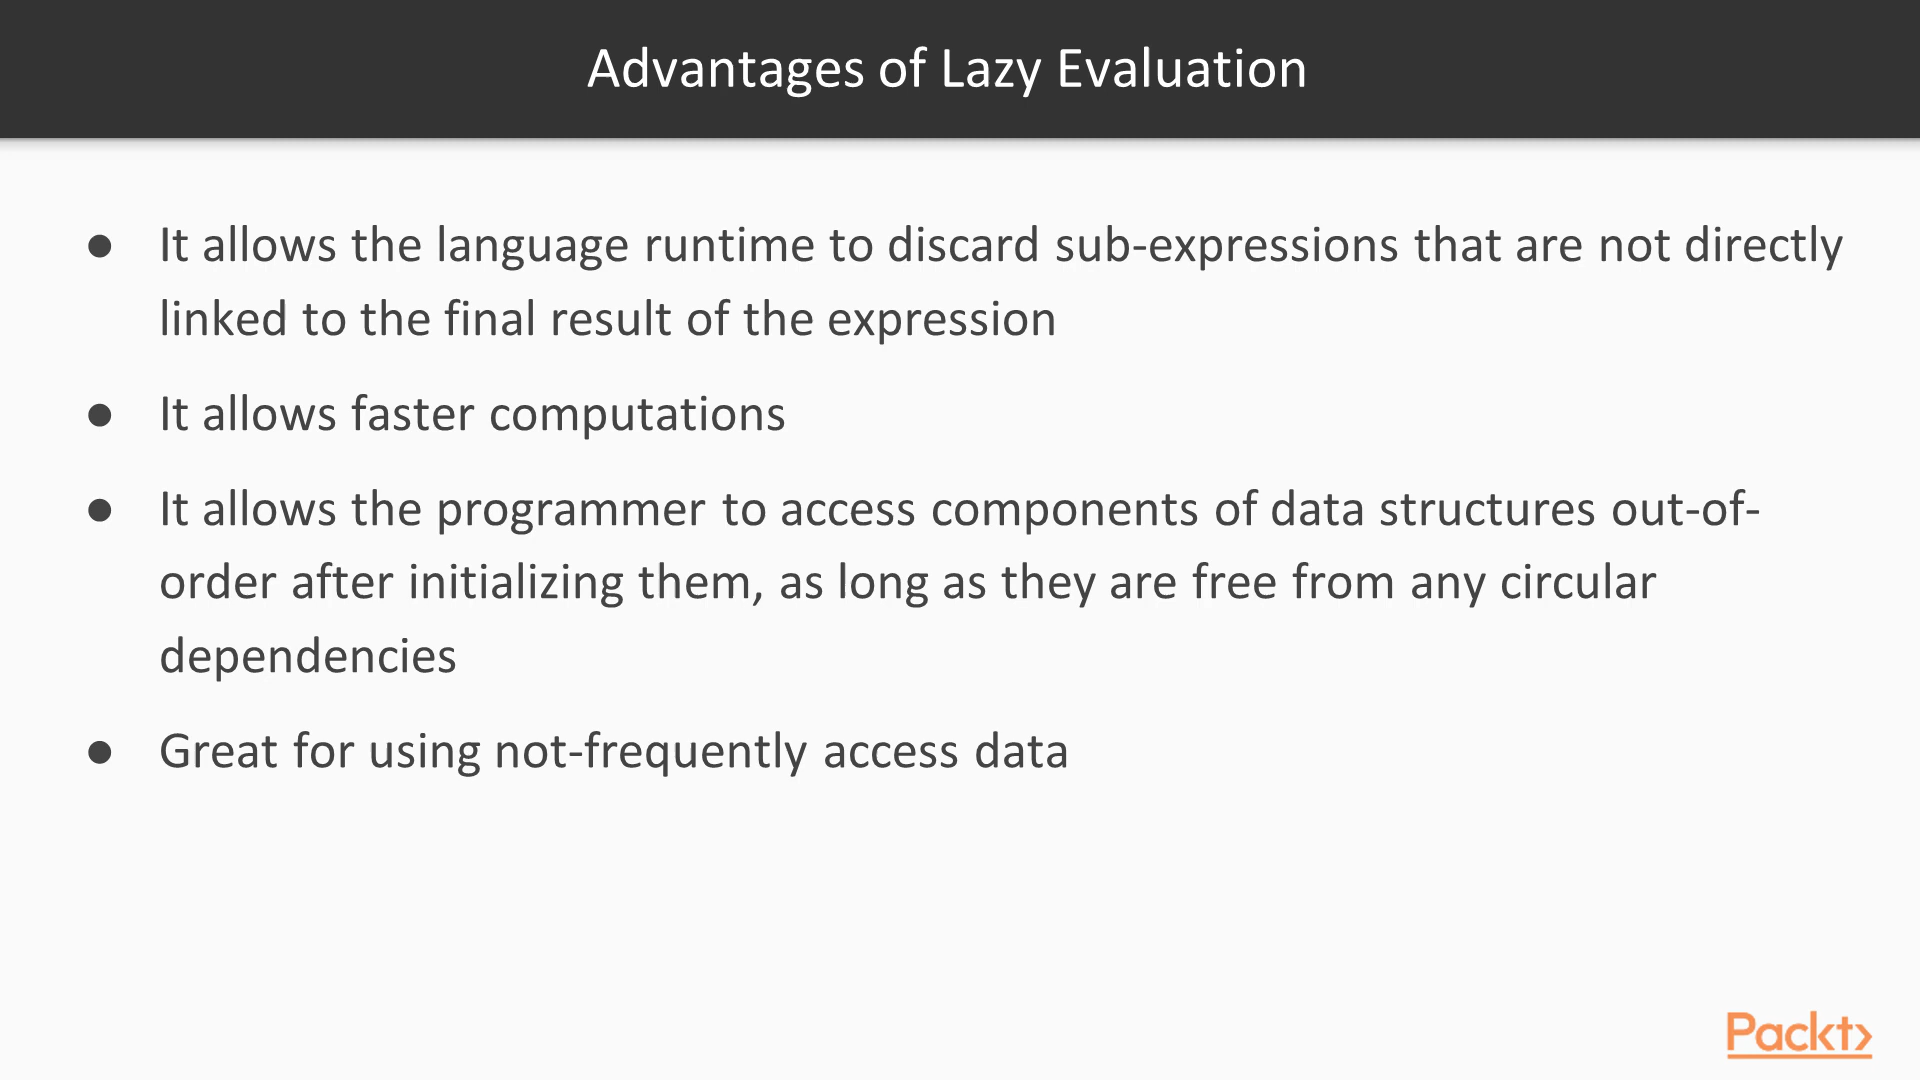 Advantages of Lazy Evaluation
● It allows the language runtime to discard sub-expressions that are not directly
linked to the final result of the expression
● It allows faster computations
● It allows the programmer to access components of data structures out-of-
order after initializing them, as long as they are free from any circular
dependencies
● Great for using not-frequently access data
Packt>